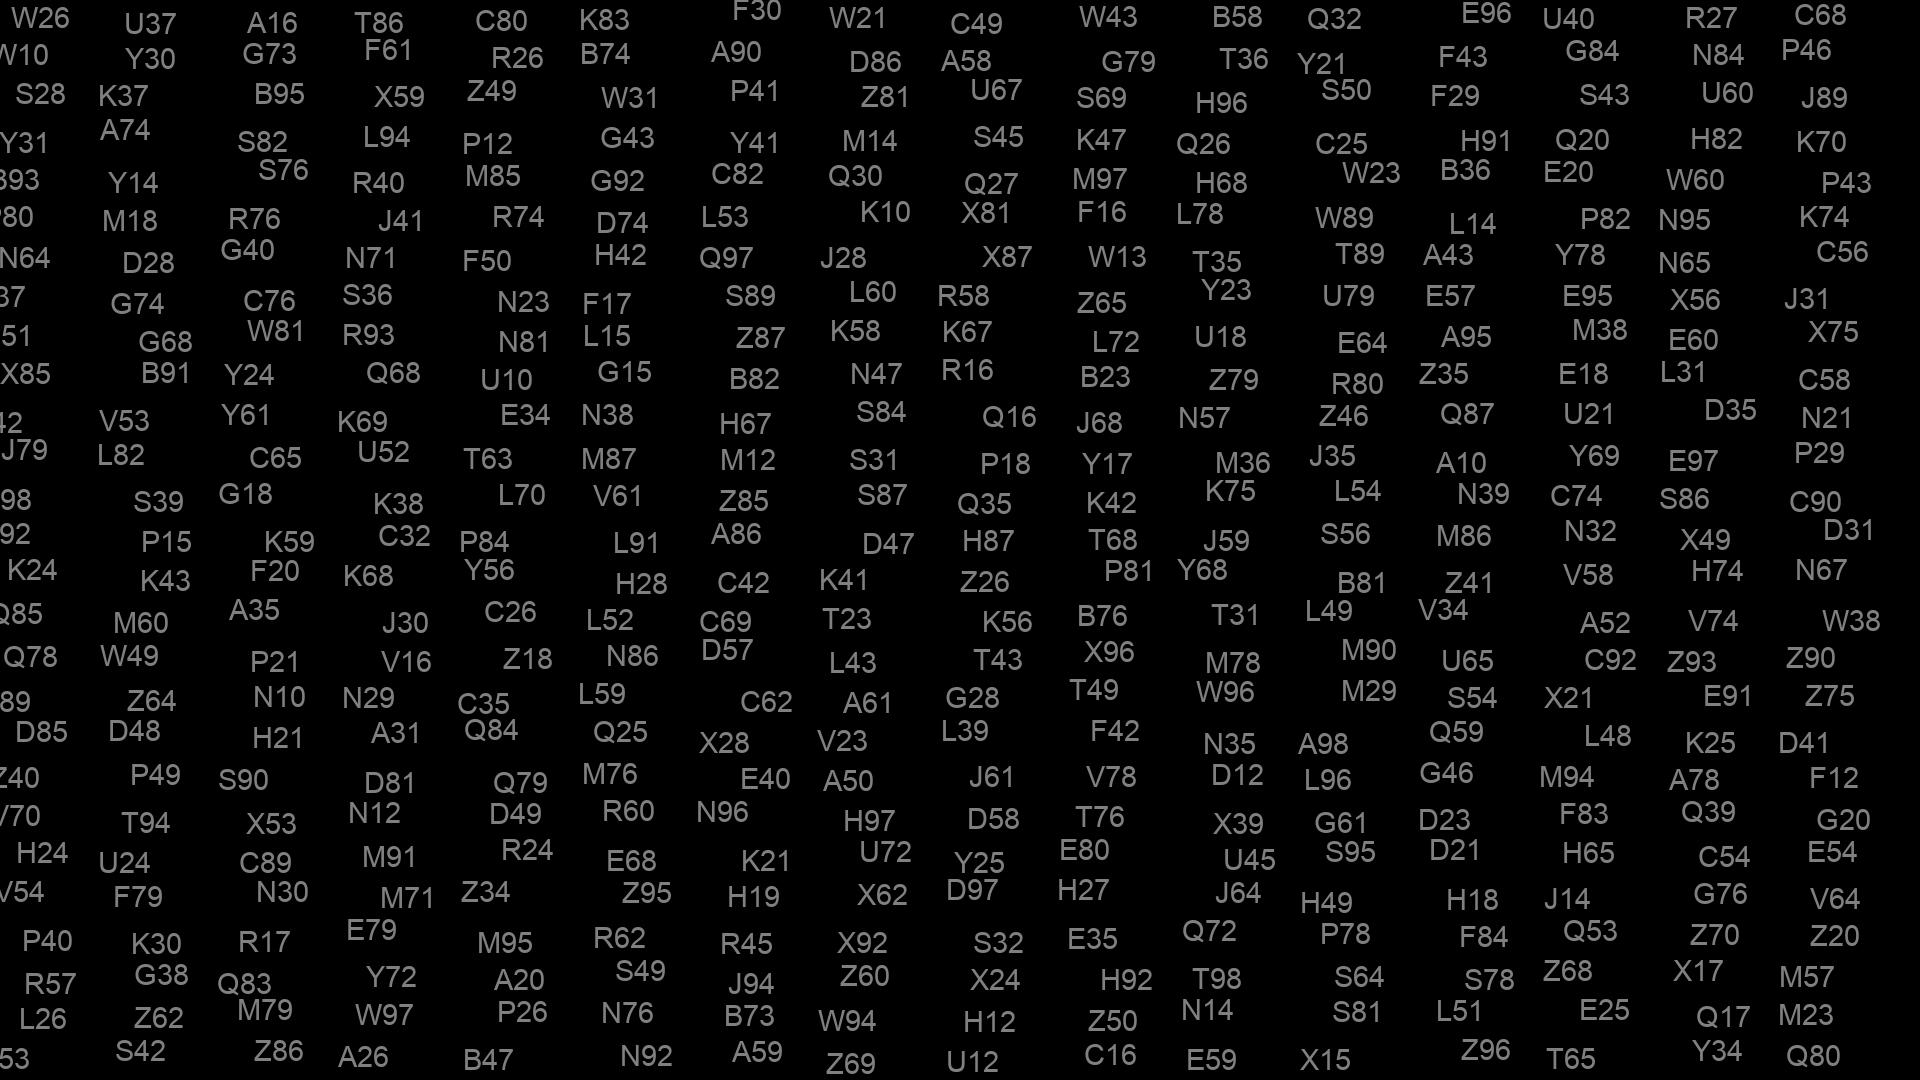 W26 U37 A16 T86 C80 K83 F30 W21 C49 W43 B58 Q32 E96 U40 R27 C68
W10 Y30 G73 F61 R26 B74 A90 D86 A58 G79 T36 Y21 F43 G84 N84 P46
S28 K37 B95 X59 Z49 W31 P41 Z81 U67 S69 H96 S50 F29 S43 U60 J89
Y31 A74 S82 L94 P12 G43 Y41 M14 S45 K47 Q26 C25 H91 Q20 H82 K70
B93 Y14 S76 R40 M85 G92 C82 Q30 Q27 M97 H68 W23 B36 E20 W60 P43
80 M18 R76 J41 R74 D74 L53 K10 X81 F16 L78 W89 L14 P82 N95 K74
N64 D28 G40 N71 F50 H42 Q97 J28 X87 W13 T35 T89 A43 Y78 N65 C56
37 G74 C76 S36 N23 F17 S89 L60 R58 Z65 Y23 U79 E57 E95 X56 J31
51 G68 W81 R93 N81 L15 Z87 K58 K67 L72 U18 E64 A95 M38 E60 X75
X85 B91 Y24 Q68 U10 G15 B82 N47 R16 B23 Z79 R80 Z35 E18 L31 C58
42 V53 Y61 K69 E34 N38 H67 S84 Q16 J68 N57 Z46 Q87 U21 D35 N21
J79 L82 C65 U52 T63 M87 M12 S31 P18 Y17 M36 J35 A10 Y69 E97 P29
98 S39 G18 K38 L70 V61 Z85 S87 Q35 K42 K75 L54 N39 C74 S86 C90
92 P15 K59 C32 P84 L91 A86 D47 H87 T68 J59 S56 M86 N32 X49 D31
K24 K43 F20 K68 Y56 H28 C42 K41 Z26 P81 Y68 B81 Z41 V58 H74 N67
Q85 M60 A35 J30 C26 L52 C69 T23 K56 B76 T31 L49 V34 A52 V74 W38
Q78 W49 P21 V16 Z18 N86 D57 L43 T43 X96 M78 M90 U65 C92 Z93 Z90
89 Z64 N10 N29 C35 L59 C62 A61 G28 T49 W96 M29 S54 X21 E91 Z75
D85 D48 H21 A31 Q84 Q25 X28 V23 L39 F42 N35 A98 Q59 L48 K25 D41
Z40 P49 S90 D81 Q79 M76 E40 A50 J61 V78 D12 L96 G46 M94 A78 F12
V70 T94 X53 N12 D49 R60 N96 H97 D58 T76 X39 G61 D23 F83 Q39 G20
H24 U24 C89 M91 R24 E68 K21 U72 Y25 E80 U45 S95 D21 H65 C54 E54
V54 F79 N30 M71 Z34 Z95 H19 X62 D97 H27 J64 H49 H18 J14 G76 V64
P40 K30 R17 E79 M95 R62 R45 X92 S32 E35 Q72 P78 F84 Q53 Z70 Z20
R57 G38 Q83 Y72 A20 S49 J94 Z60 X24 H92 T98 S64 S78 Z68 X17 M57
L26 Z62 M79 W97 P26 N76 B73 W94 H12 Z50 N14 S81 L51 E25 Q17 M23
53 S42 Z86 A26 B47 N92 A59 Z69 U12 C16 E59 X15 Z96 T65 Y34 Q80